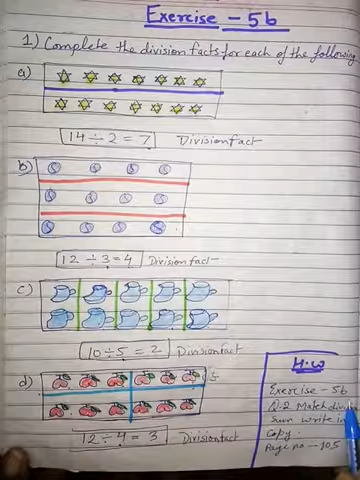 Exercise - 5b
1) Complete the division facts for each of the following
a)
14 ÷ 2 = 7 Division fact
b)
12 ÷ 3 = 4 Division fact
c)
10 ÷ 5 = 2 Division fact
d)
12 ÷ 4 = 3 Division fact
H.W
Exercise - 5b
Q.2 Match
Sum write in
Copy.
Page no - 105